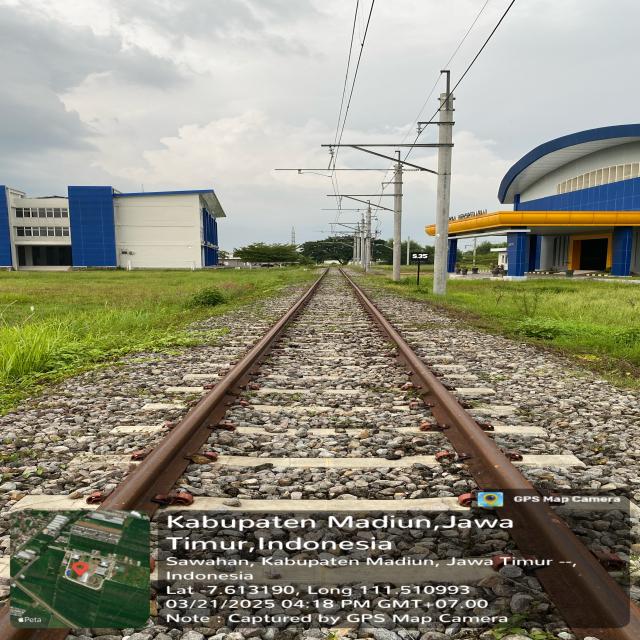 5.35
GPS Map Camera
Kabupaten Madiun,Jawa
Timur,Indonesia
Sawahan, Kabupaten Madiun, Jawa Timur --,
Indonesia
Lat -7.613190, Long 111.510993
03/21/2025 04:18 PM GMT+07.00
Note : Captured by GPS Map Camera
Peta